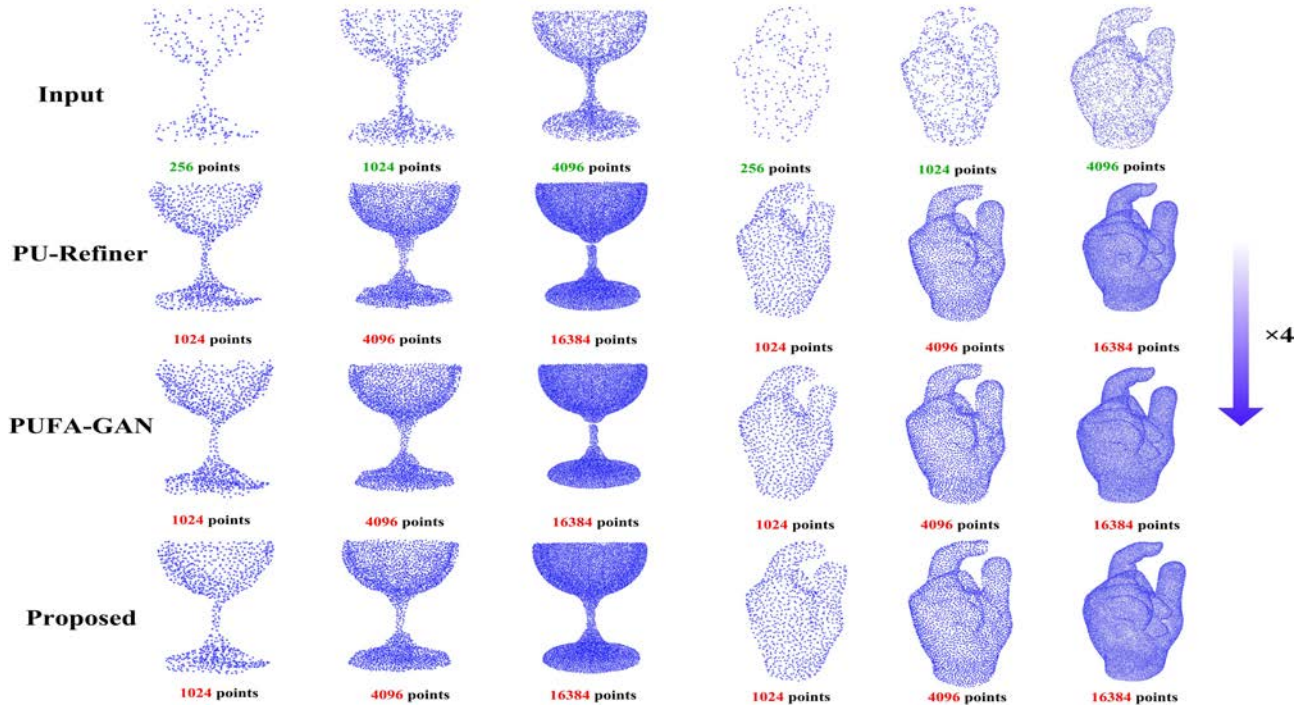 Input
256 points
1024 points
4096 points
256 points
1024 points
4096 points
PU-Refiner
1024 points
4096 points
16384 points
1024 points
4096 points
16384 points
×4
PUFA-GAN
1024 points
4096 points
16384 points
1024 points
4096 points
16384 points
Proposed
1024 points
4096 points
16384 points
1024 points
4096 points
16384 points